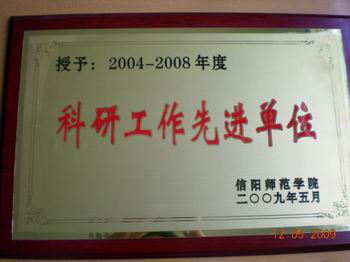 授予：2004-2008年度
科研工作先进单位
信阳师范学院
二〇〇九年五月
12-05-2009